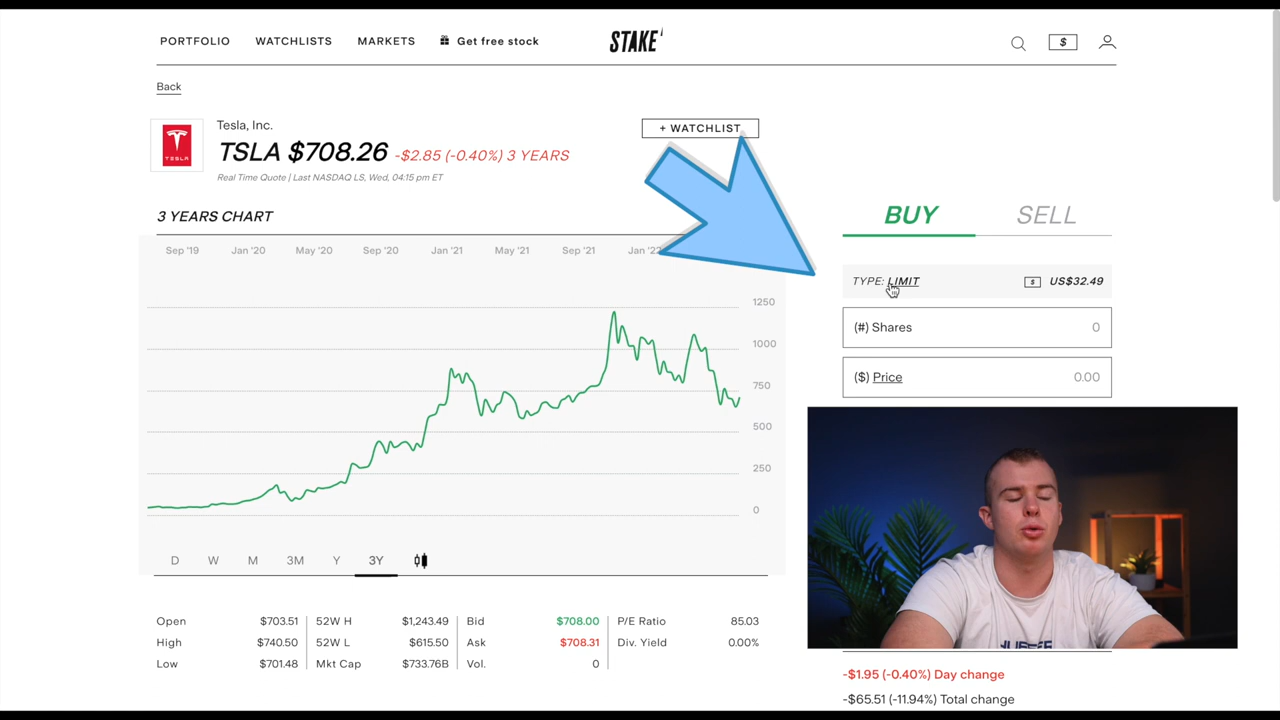 PORTFOLIO WATCHLISTS MARKETS Get free stock STAKE $
Back
Tesla, Inc.
+ WATCHLIST
TSLA $708.26 -$2.85 (-0.40%) 3 YEARS
Real Time Quote | Last NASDAQ LS, Wed, 04:15 pm ET
3 YEARS CHART
Sep '19 Jan '20 May '20 Sep '20 Jan '21 May '21 Sep '21 Jan '22
1250
1000
750
500
250
0
D W M 3M Y 3Y
Open $703.51 52W H $1,243.49 Bid $708.00 P/E Ratio 85.03
High $740.50 52W L $615.50 Ask $708.31 Div. Yield 0.00%
Low $701.48 Mkt Cap $733.76B Vol. 0
BUY SELL
TYPE: LIMIT $ US$32.49
(#) Shares 0
($) Price 0.00
-$1.95 (-0.40%) Day change
-$65.51 (-11.94%) Total change
TESLA